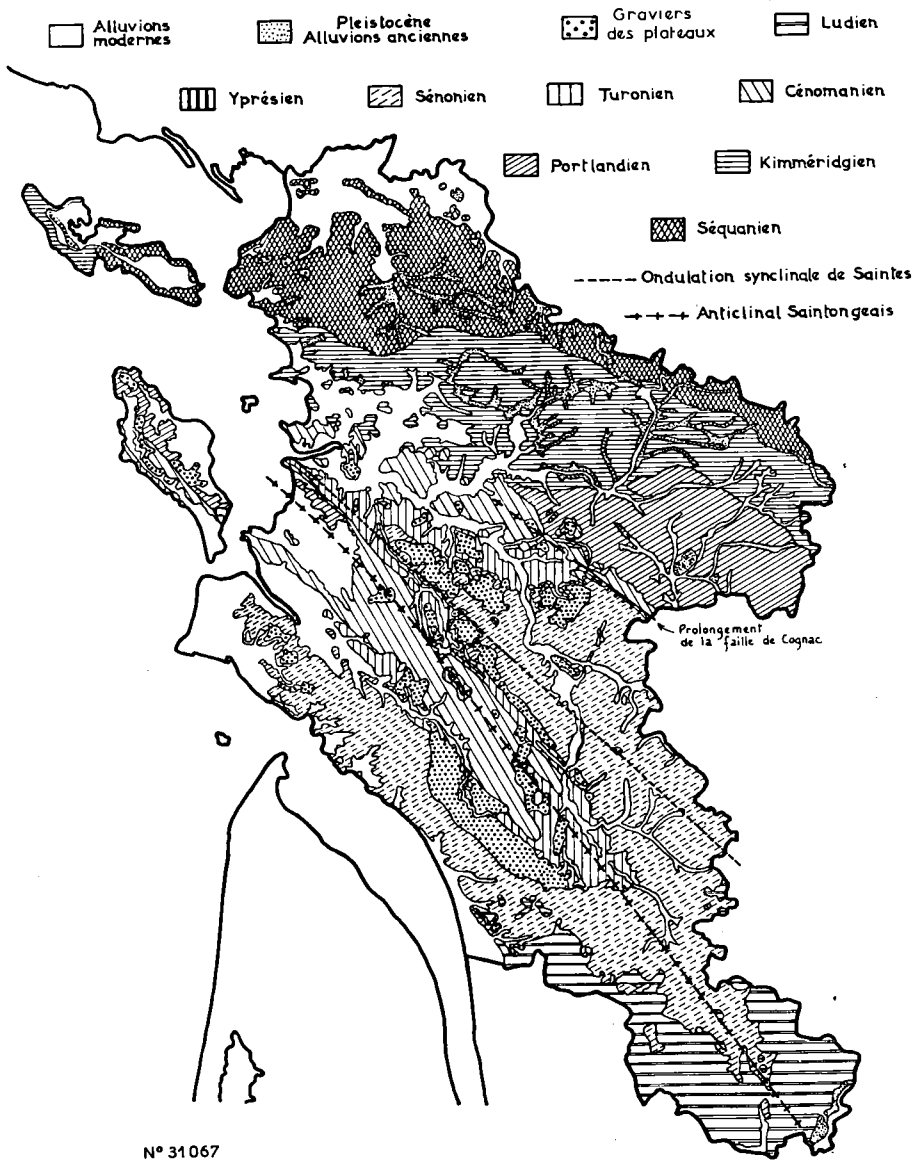 Alluvions
modernes
Pleistocène
Alluvions anciennes
Graviers
des plateaux
Ludien
Yprésien
Sénonien
Turonien
Cénomanien
Portlandien
Kimméridgien
Séquanien
Ondulation synclinale de Saintes
Anticlinal Saintongeais
Prolongement
de la faille de Cognac
N° 31067